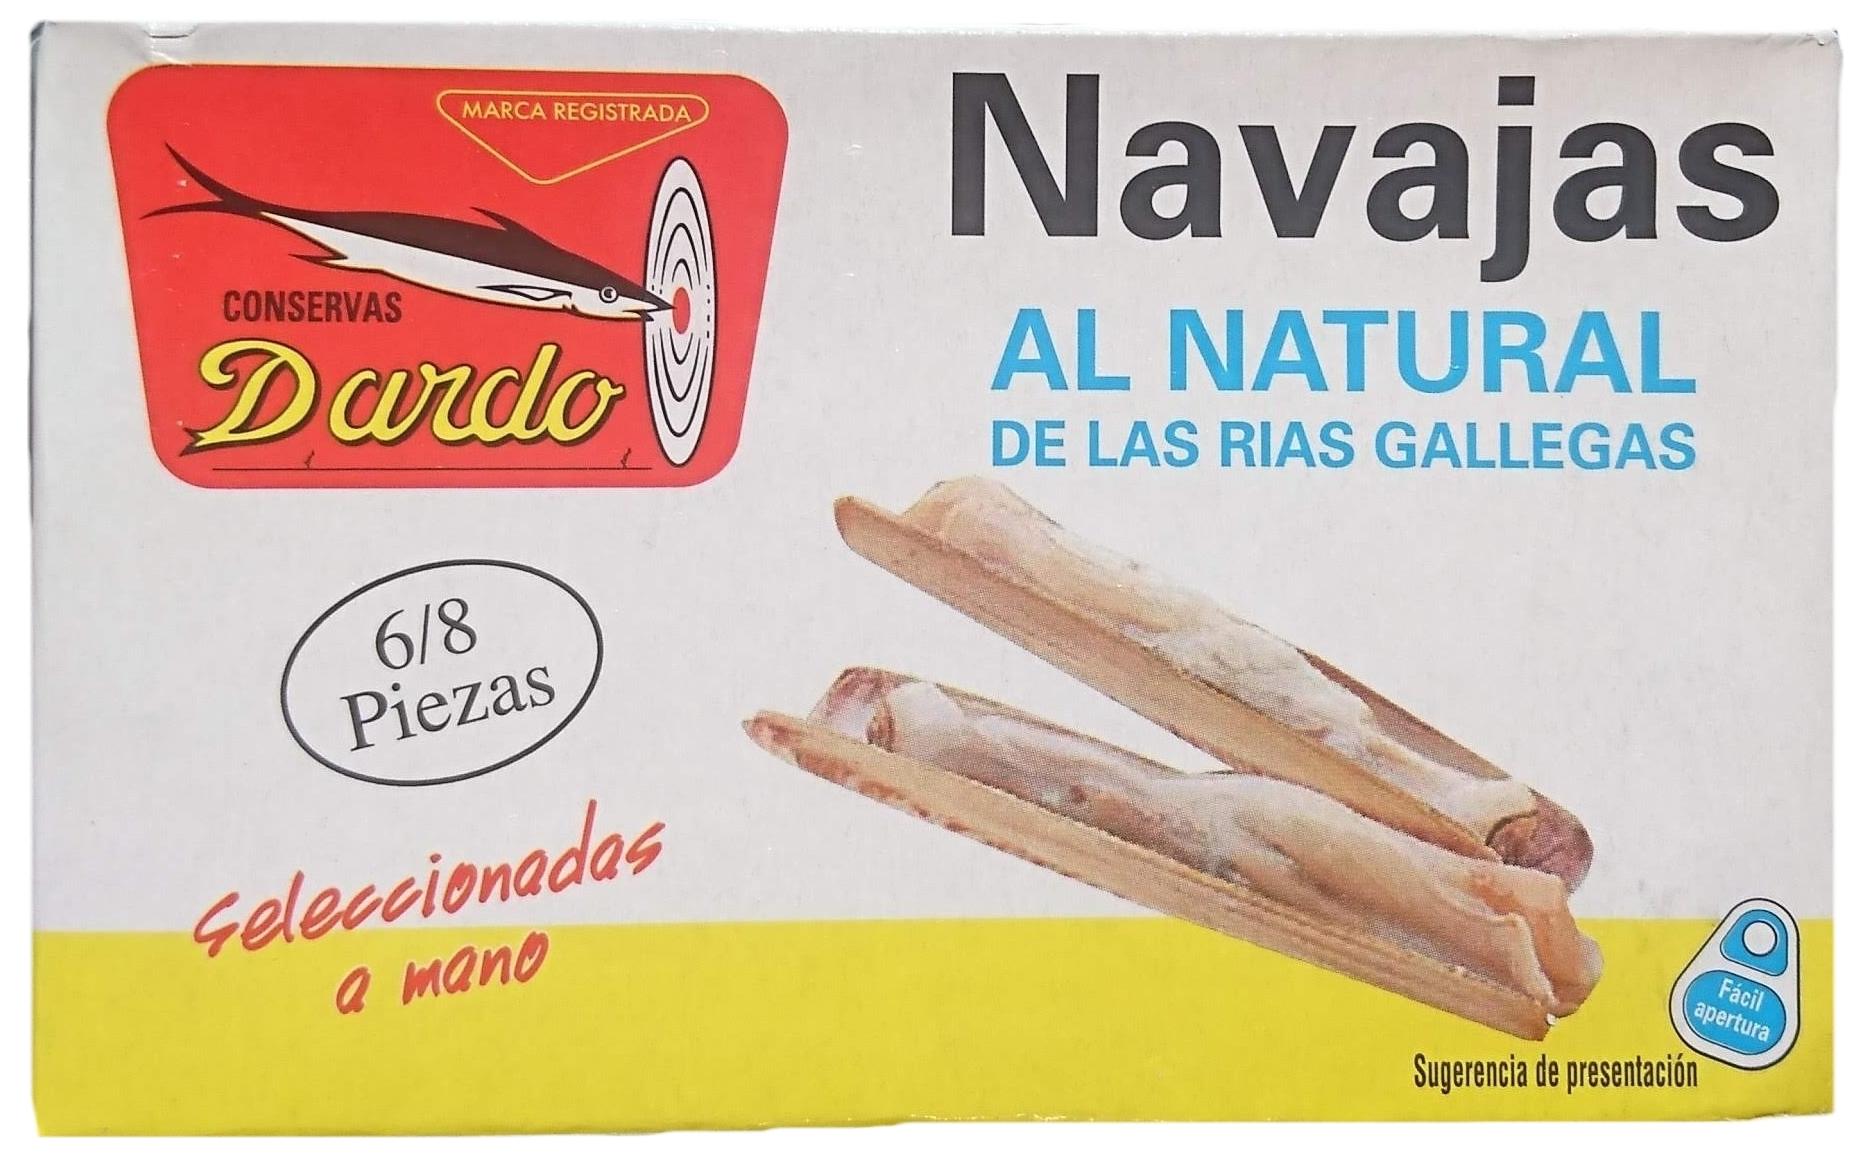 MARCA REGISTRADA
CONSERVAS
Dardo
Navajas
AL NATURAL
DE LAS RIAS GALLEGAS
6/8
Piezas
Seleccionadas
a mano
Fácil
apertura
Sugerencia de presentación